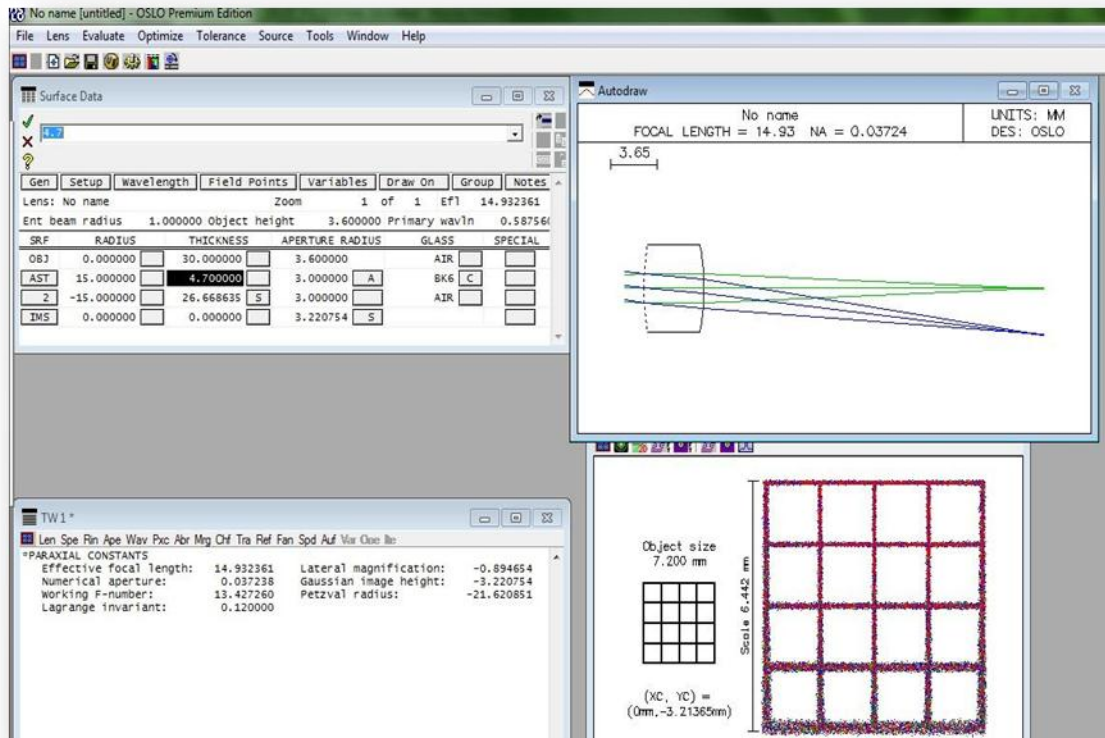 No name [untitled] - OSLO Premium Edition
File Lens Evaluate Optimize Tolerance Source Tools Window Help
Surface Data
4.7
Gen Setup Wavelength Field Points Variables Draw On Group Notes
Lens: No name Zoom 1 of 1 Efl 14.932361
Ent beam radius 1.000000 Object height 3.600000 Primary wavln 0.58756
SRF RADIUS THICKNESS APERTURE RADIUS GLASS SPECIAL
OBJ 0.000000 30.000000 3.600000 AIR
AST 15.000000 4.700000 3.000000 A BK6 C
2 -15.000000 26.668635 S 3.000000 AIR
IMS 0.000000 0.000000 3.220754 S
Autodraw
No name
FOCAL LENGTH = 14.93 NA = 0.03724
UNITS: MM
DES: OSLO
3.65
TW1 *
Len Spe Rin Ape Wav Pxc Abr Mrg Chf Tra Ref Fan Spd Auf Var Ope Ite
*PARAXIAL CONSTANTS
Effective focal length: 14.932361 Lateral magnification: -0.894654
Numerical aperture: 0.037238 Gaussian image height: -3.220754
Working F-number: 13.427260 Petzval radius: -21.620851
Lagrange invariant: 0.120000
Object size
7.200 mm
Scale 6.442 mm
(XC, YC) =
(0mm,-3.21365mm)